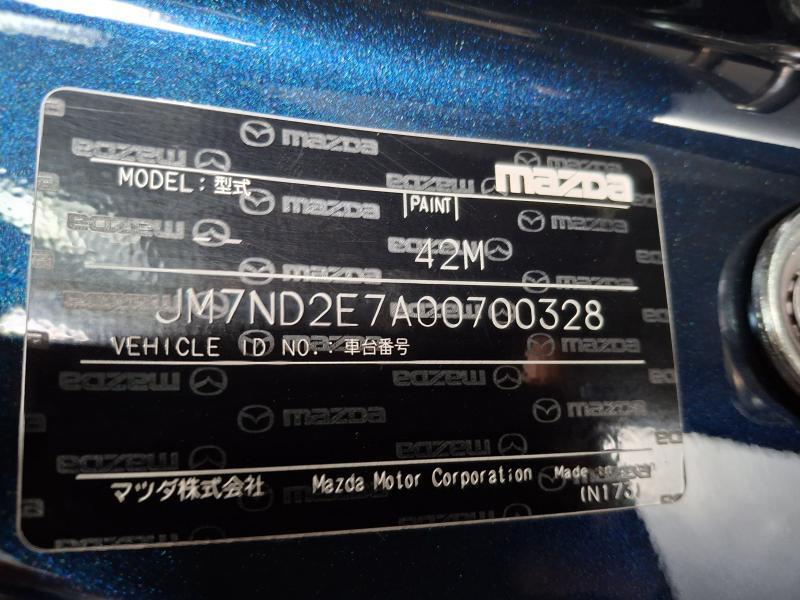 mazda
MODEL : 型式
PAINT
42M
JM7ND2E7A00700328
VEHICLE ID NO. : 車台番号
マツダ株式会社 Mazda Motor Corporation Made